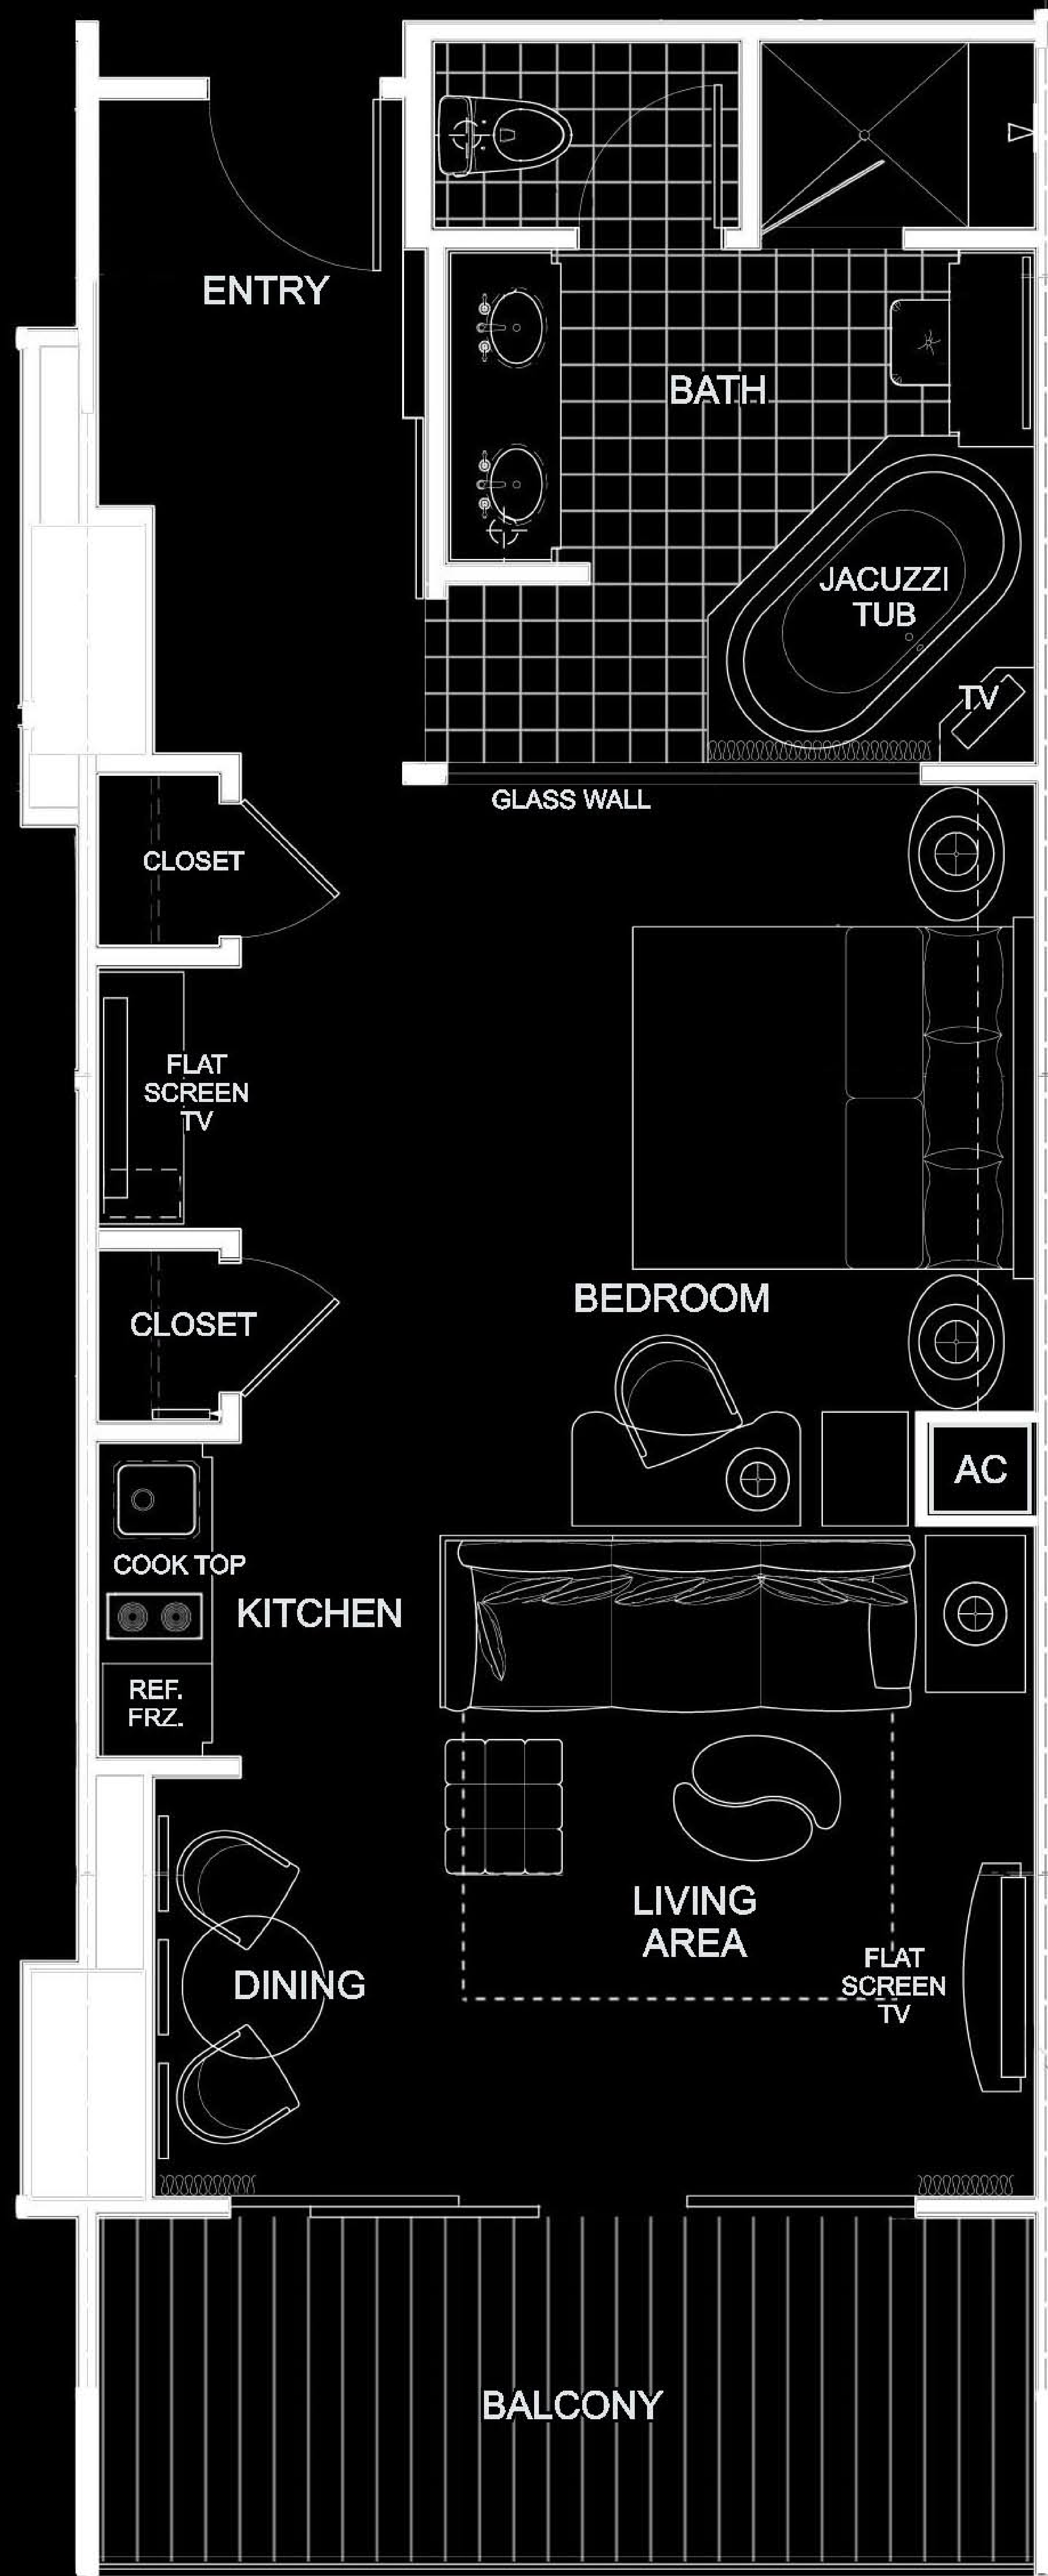 ENTRY
BATH
JACUZZI
TUB
TV
GLASS WALL
CLOSET
FLAT
SCREEN
TV
BEDROOM
CLOSET
AC
COOK TOP
KITCHEN
REF.
FRZ.
LIVING
AREA
FLAT
SCREEN
TV
DINING
BALCONY